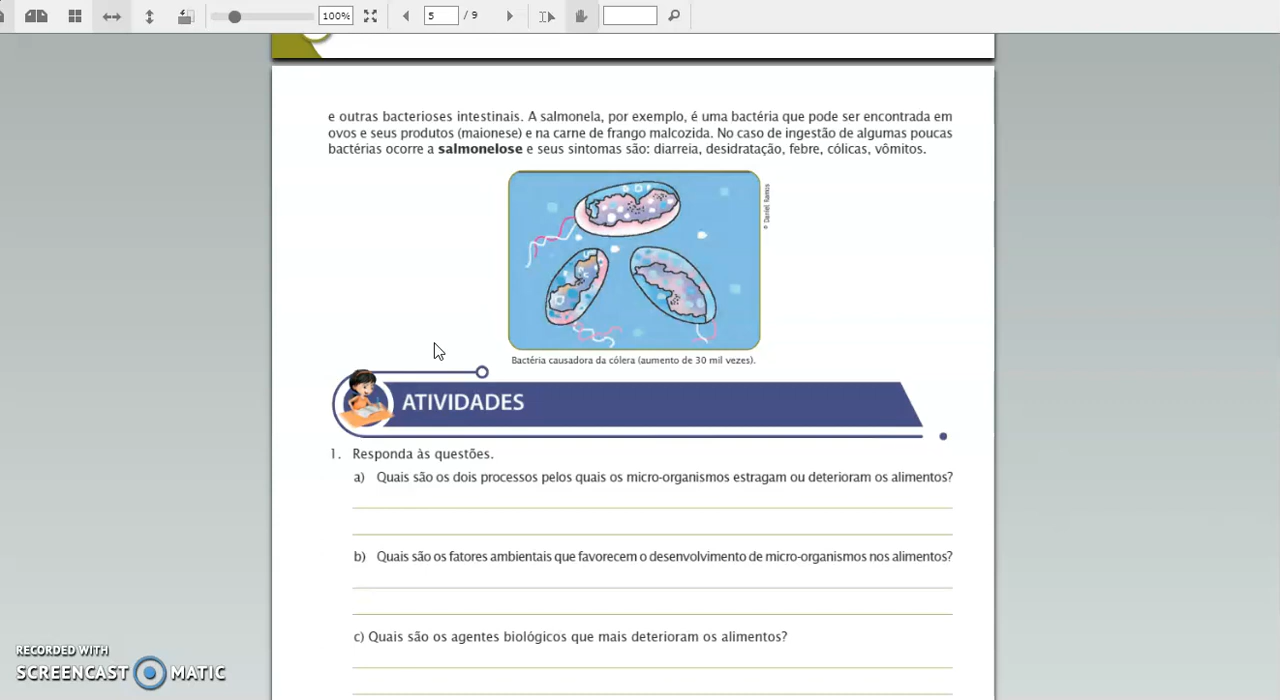 100%
5
/ 9
e outras bacterioses intestinais. A salmonela, por exemplo, é uma bactéria que pode ser encontrada em
ovos e seus produtos (maionese) e na carne de frango malcozida. No caso de ingestão de algumas poucas
bactérias ocorre a salmonelose e seus sintomas são: diarreia, desidratação, febre, cólicas, vômitos.
© Daniel Ramos
Bactéria causadora da cólera (aumento de 30 mil vezes).
ATIVIDADES
1. Responda às questões.
a) Quais são os dois processos pelos quais os micro-organismos estragam ou deterioram os alimentos?
b) Quais são os fatores ambientais que favorecem o desenvolvimento de micro-organismos nos alimentos?
c) Quais são os agentes biológicos que mais deterioram os alimentos?
RECORDED WITH
SCREENCAST MATIC